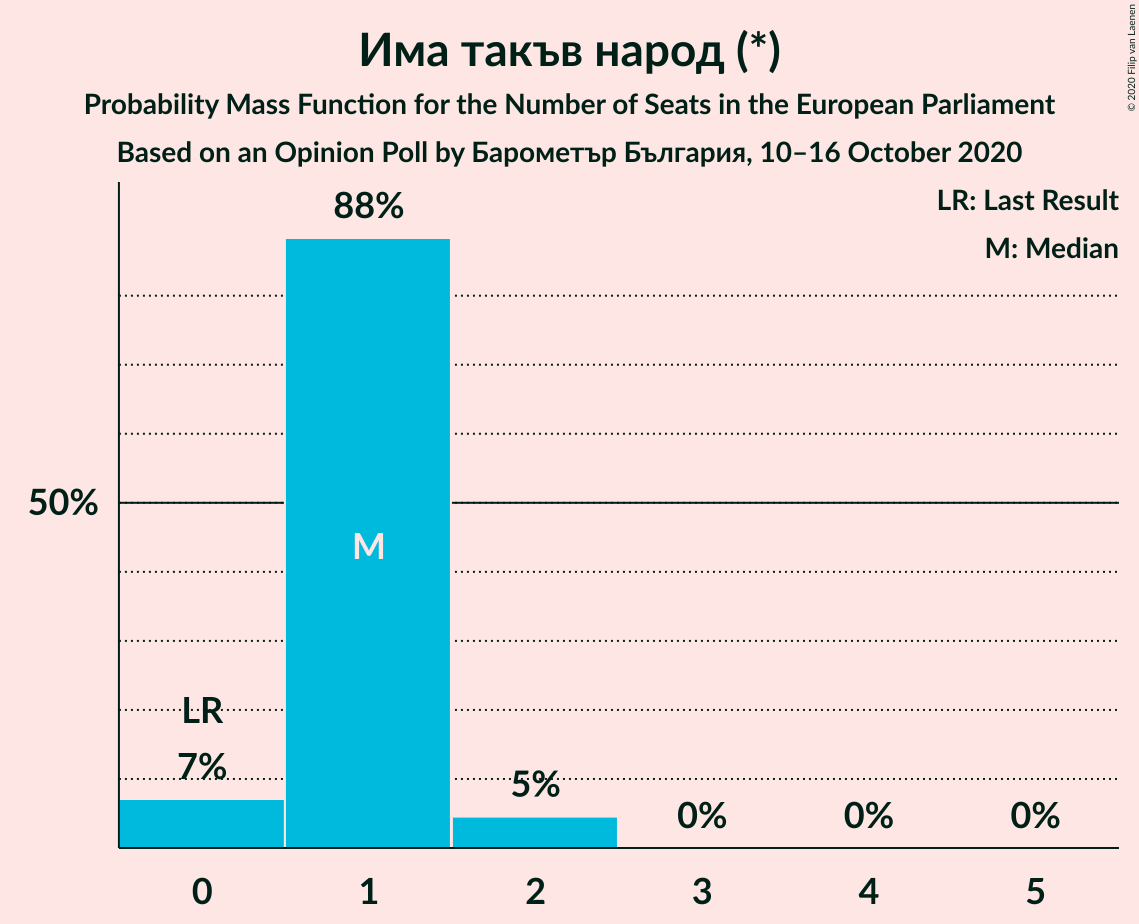 Има такъв народ (*)
Probability Mass Function for the Number of Seats in the European Parliament
Based on an Opinion Poll by Барометър България, 10–16 October 2020
© 2020 Filip van Laenen
LR: Last Result
M: Median
88%
50%
M
LR
7%
5%
0%
0%
0%
0
1
2
3
4
5